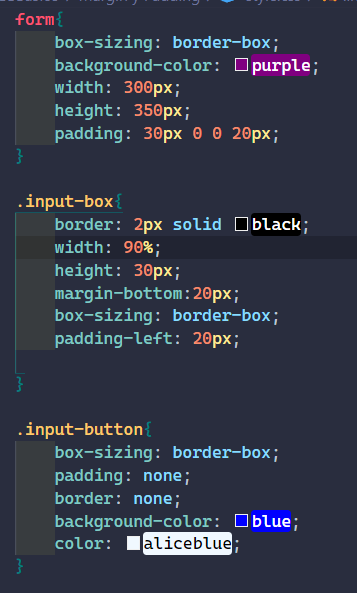 form{
box-sizing: border-box;
background-color: purple;
width: 300px;
height: 350px;
padding: 30px 0 0 20px;
}
.input-box{
border: 2px solid black;
width: 90%;
height: 30px;
margin-bottom:20px;
box-sizing: border-box;
padding-left: 20px;
}
.input-button{
box-sizing: border-box;
padding: none;
border: none;
background-color: blue;
color: aliceblue;
}